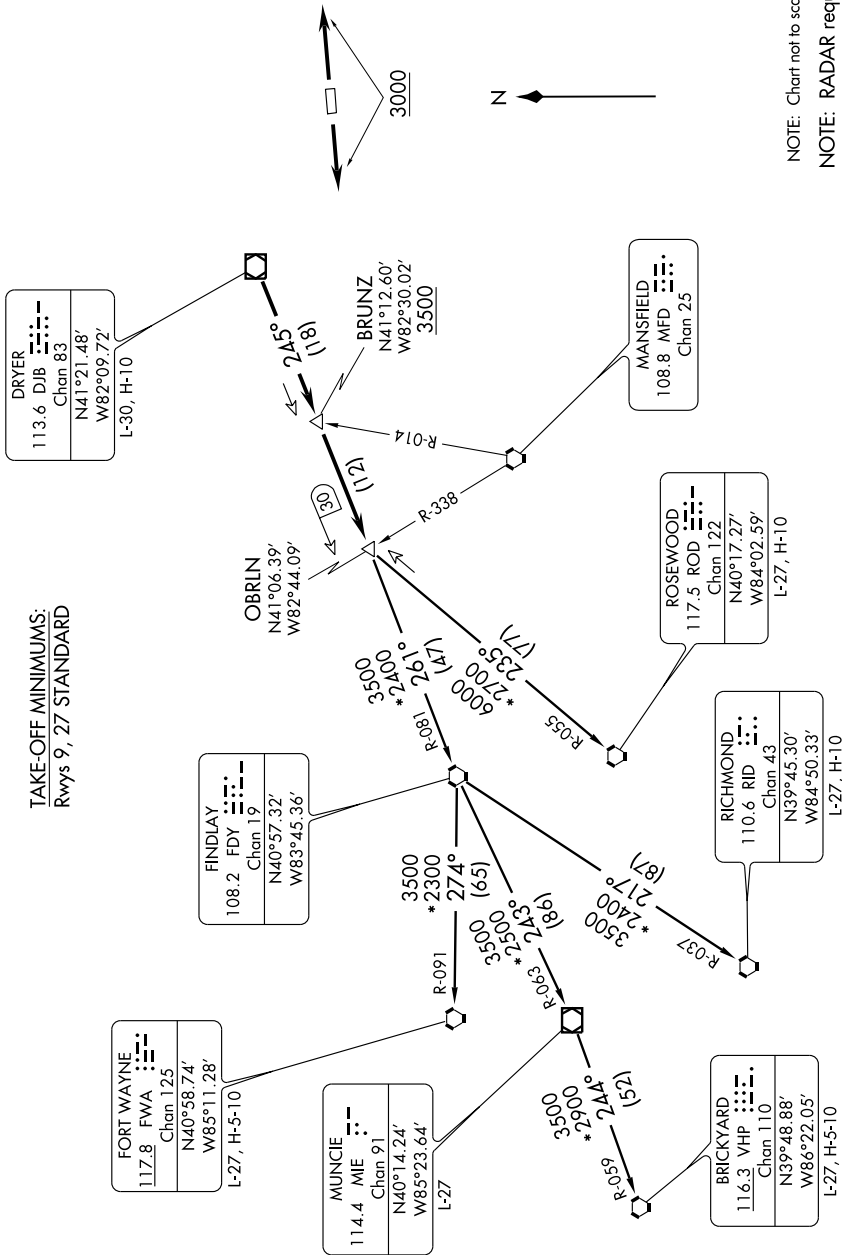 TAKE-OFF MINIMUMS:
Rwys 9, 27 STANDARD
DRYER
113.6 DJB
Chan 83
N41°21.48′
W82°09.72′
L-30, H-10
3000
N
NOTE: Chart not to sca
NOTE: RADAR requ
245°
(18)
BRUNZ
N41°12.60′
W82°30.02′
3500
(12)
30
OBRLN
N41°06.39′
W82°44.09′
R-014
R-338
MANSFIELD
108.8 MFD
Chan 25
3500
*2400
261°
(47)
R-081
6000
*2700
235°
(77)
R-055
ROSEWOOD
117.5 ROD
Chan 122
N40°17.27′
W84°02.59′
L-27, H-10
FINDLAY
108.2 FDY
Chan 19
N40°57.32′
W83°45.36′
3500
*2300
274°
(65)
R-091
3500
*2500
243°
(86)
R-063
3500
*2400
217°
(87)
R-037
RICHMOND
110.6 RID
Chan 43
N39°45.30′
W84°50.33′
L-27, H-10
FORT WAYNE
117.8 FWA
Chan 125
N40°58.74′
W85°11.28′
L-27, H-5-10
MUNCIE
114.4 MIE
Chan 91
N40°14.24′
W85°23.64′
L-27
3500
*2900
244°
(52)
R-059
BRICKYARD
116.3 VHP
Chan 110
N39°48.88′
W86°22.05′
L-27, H-5-10